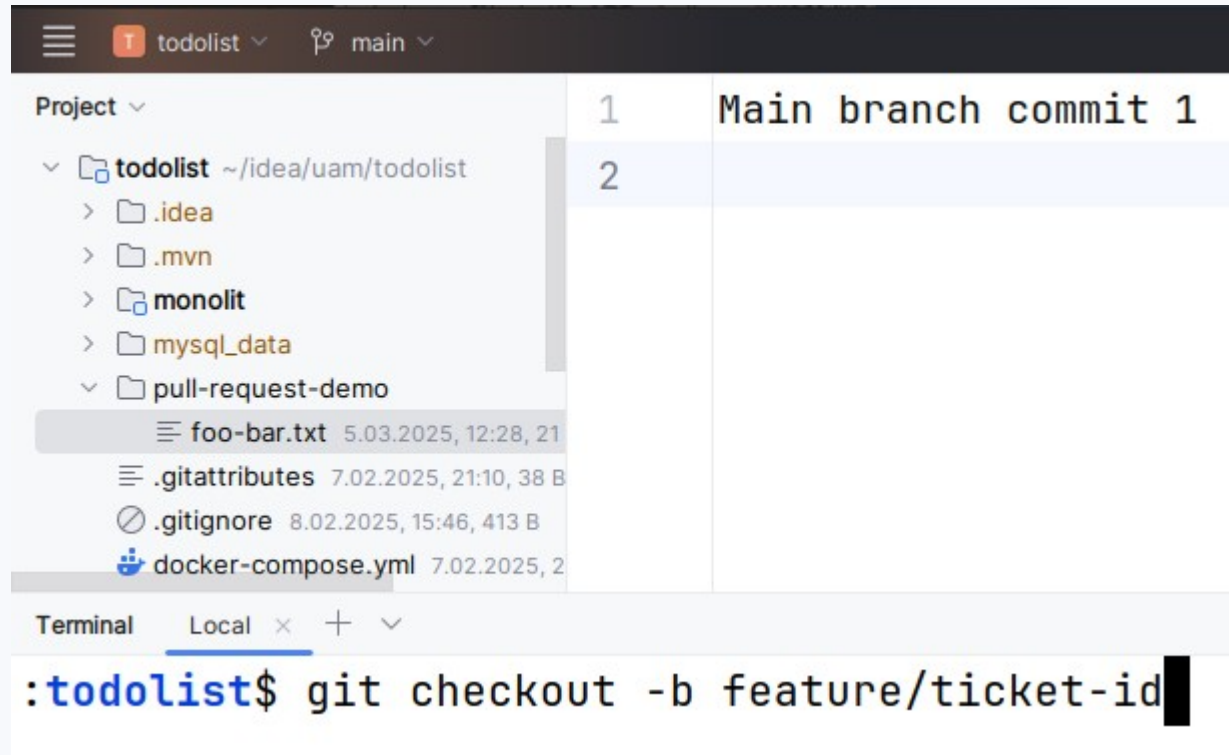 T todolist main
Project
todolist ~/idea/uam/todolist
.idea
.mvn
monolit
mysql_data
pull-request-demo
foo-bar.txt 5.03.2025, 12:28, 21
.gitattributes 7.02.2025, 21:10, 38 B
.gitignore 8.02.2025, 15:46, 413 B
docker-compose.yml 7.02.2025, 2
1 Main branch commit 1
2
Terminal Local × +
:todolist$ git checkout -b feature/ticket-id